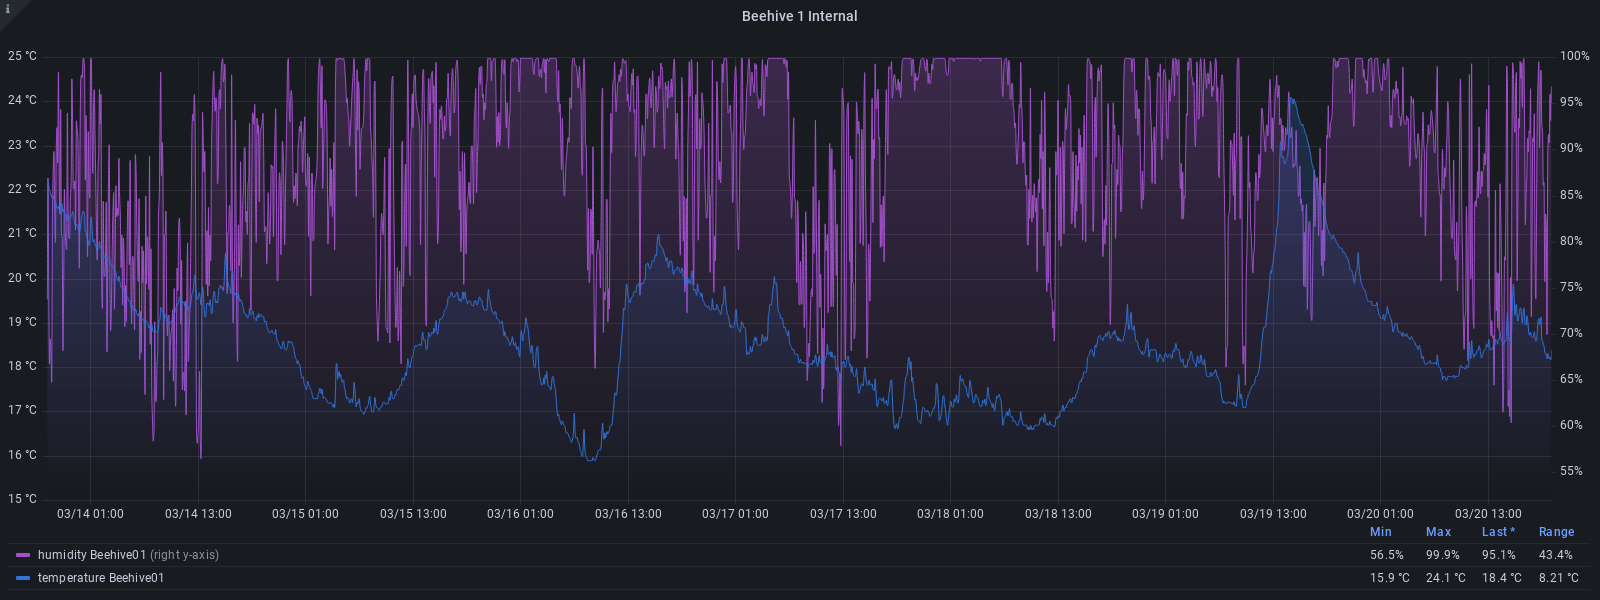 i
Beehive 1 Internal
25 °C
24 °C
23 °C
22 °C
21 °C
20 °C
19 °C
18 °C
17 °C
16 °C
15 °C
100%
95%
90%
85%
80%
75%
70%
65%
60%
55%
03/14 01:00 03/14 13:00 03/15 01:00 03/15 13:00 03/16 01:00 03/16 13:00 03/17 01:00 03/17 13:00 03/18 01:00 03/18 13:00 03/19 01:00 03/19 13:00 03/20 01:00 03/20 13:00
Min Max Last * Range
humidity Beehive01 (right y-axis) 56.5% 99.9% 95.1% 43.4%
temperature Beehive01 15.9 °C 24.1 °C 18.4 °C 8.21 °C